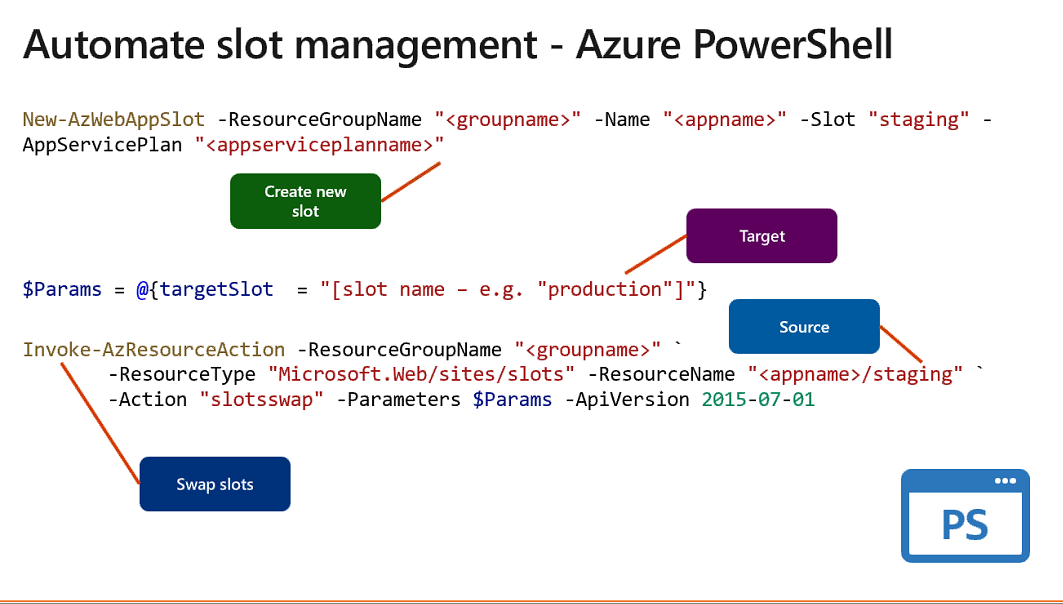 Automate slot management - Azure PowerShell
New-AzWebAppSlot -ResourceGroupName "<groupname>" -Name "<appname>" -Slot "staging" -
AppServicePlan "<appserviceplanname>"
Create new
slot
Target
$Params = @{targetSlot  = "[slot name – e.g. "production"]"}
Source
Invoke-AzResourceAction -ResourceGroupName "<groupname>" `
-ResourceType "Microsoft.Web/sites/slots" -ResourceName "<appname>/staging" `
-Action "slotsswap" -Parameters $Params -ApiVersion 2015-07-01
Swap slots
PS